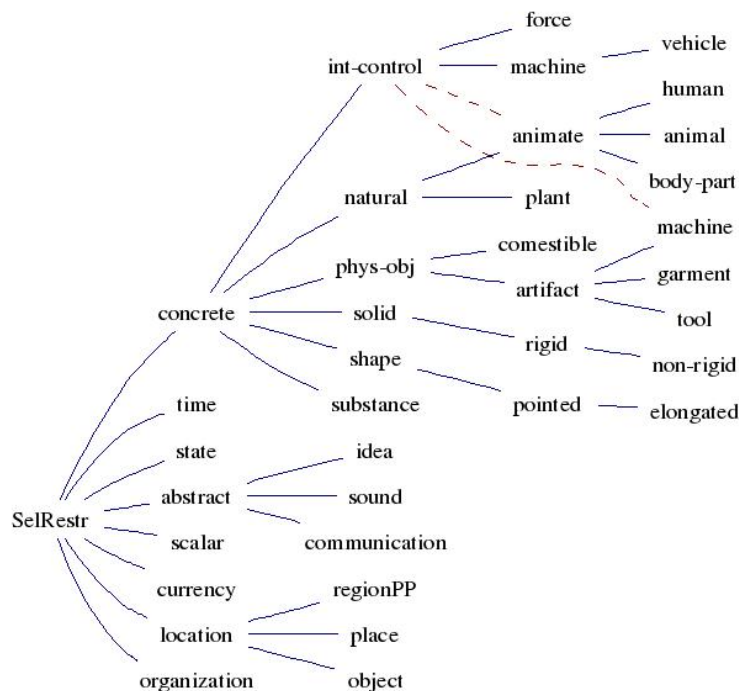 force
vehicle
int-control
machine
human
animate
animal
body-part
natural
plant
machine
comestible
phys-obj
garment
artifact
concrete
solid
tool
rigid
shape
non-rigid
time
substance
pointed
elongated
state
idea
abstract
sound
SelRestr
scalar
communication
currency
regionPP
location
place
organization
object